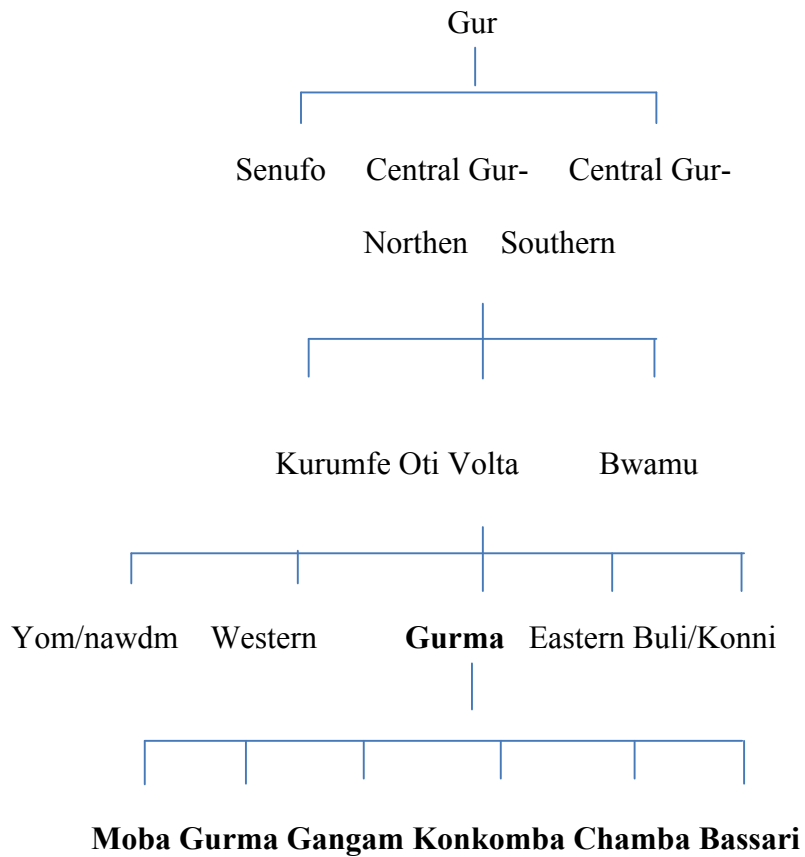 Gur
Senufo Central Gur- Central Gur-
Northen Southern
Kurumfe Oti Volta Bwamu
Yom/nawdm Western Gurma Eastern Buli/Konni
Moba Gurma Gangam Konkomba Chamba Bassari